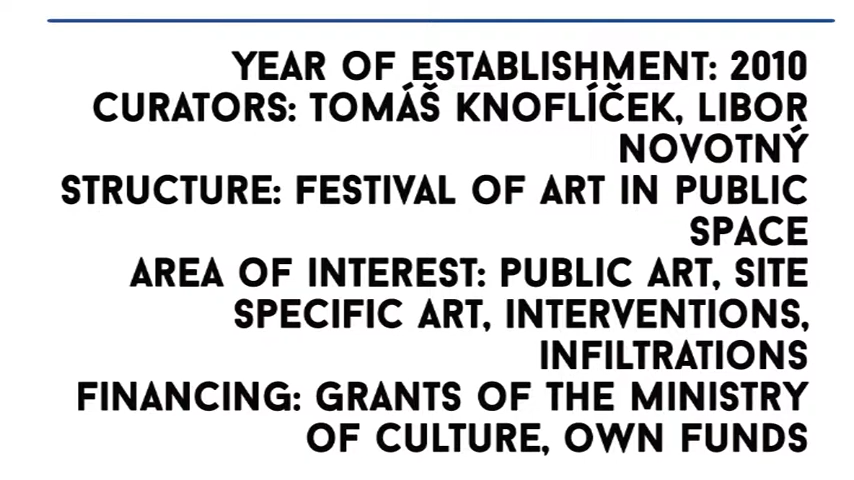 YEAR OF ESTABLISHMENT: 2010
CURATORS: TOMÁŠ KNOFLÍČEK, LIBOR
NOVOTNÝ
STRUCTURE: FESTIVAL OF ART IN PUBLIC
SPACE
AREA OF INTEREST: PUBLIC ART, SITE
SPECIFIC ART, INTERVENTIONS,
INFILTRATIONS
FINANCING: GRANTS OF THE MINISTRY
OF CULTURE, OWN FUNDS